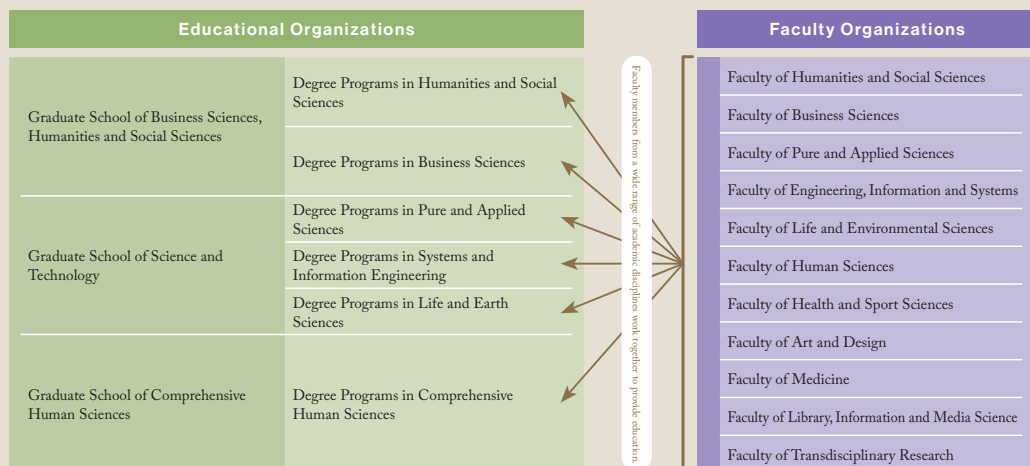 Educational Organizations
Graduate School of Business Sciences,
Humanities and Social Sciences
Degree Programs in Humanities and Social
Sciences
Degree Programs in Business Sciences
Graduate School of Science and
Technology
Degree Programs in Pure and Applied
Sciences
Degree Programs in Systems and
Information Engineering
Degree Programs in Life and Earth
Sciences
Graduate School of Comprehensive
Human Sciences
Degree Programs in Comprehensive
Human Sciences
Faculty members from a wide range of academic disciplines work together to provide education.
Faculty Organizations
Faculty of Humanities and Social Sciences
Faculty of Business Sciences
Faculty of Pure and Applied Sciences
Faculty of Engineering, Information and Systems
Faculty of Life and Environmental Sciences
Faculty of Human Sciences
Faculty of Health and Sport Sciences
Faculty of Art and Design
Faculty of Medicine
Faculty of Library, Information and Media Science
Faculty of Transdisciplinary Research